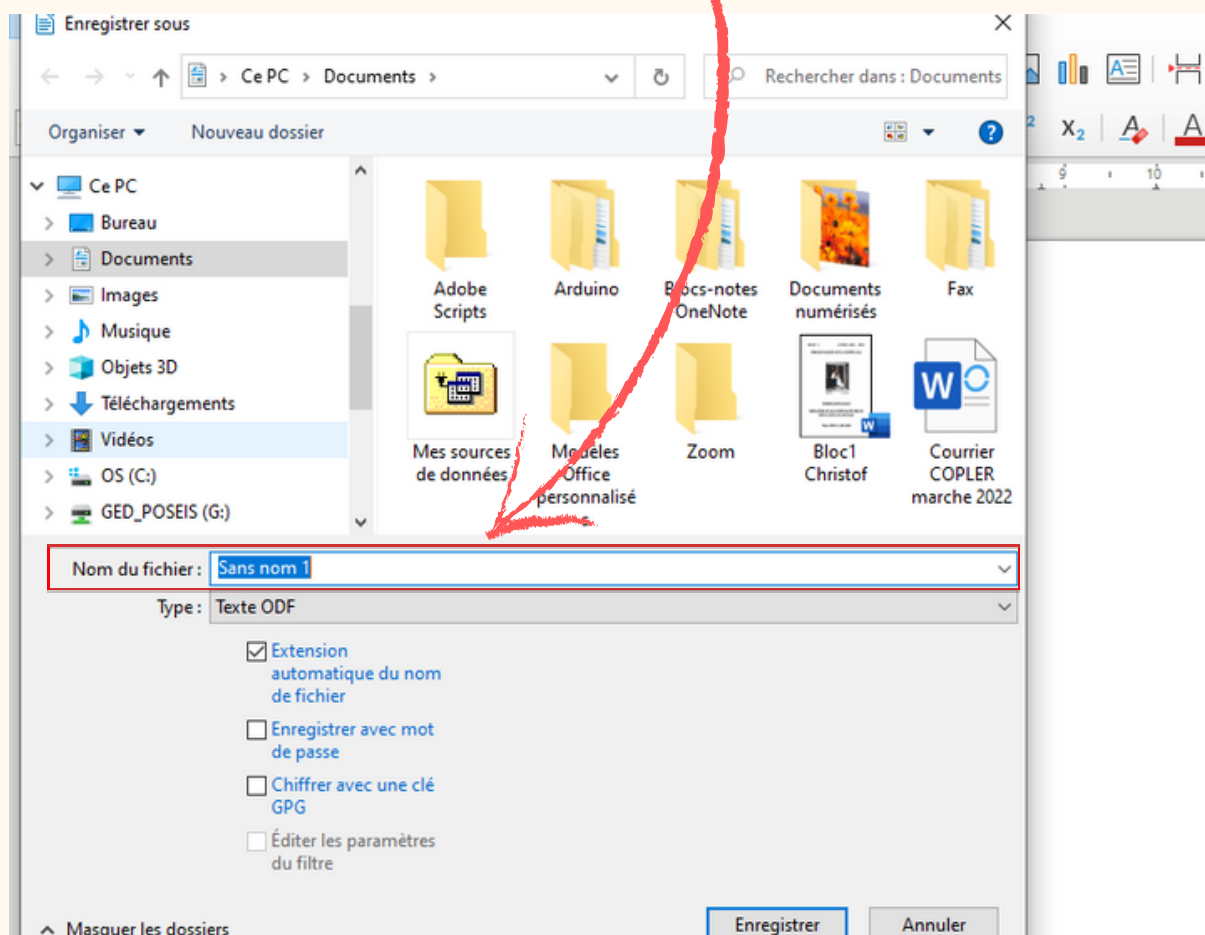 Enregistrer sous
Ce PC > Documents >
Rechercher dans : Documents
Organiser
Nouveau dossier
Ce PC
Bureau
Documents
Images
Musique
Objets 3D
Téléchargements
Vidéos
OS (C:)
GED_POSEIS (G:)
Adobe
Scripts
Arduino
Blocs-notes
OneNote
Documents
numérisés
Fax
Mes sources
de données
Modèles
Office
personnalisé
s
Zoom
Bloc1
Christof
Courrier
COPLER
marche 2022
W
W
X₂
A
A
9
10
Nom du fichier :
Sans nom 1
Type :
Texte ODF
Extension
automatique du nom
de fichier
Enregistrer avec mot
de passe
Chiffrer avec une clé
GPG
Éditer les paramètres
du filtre
Masquer les dossiers
Enregistrer
Annuler